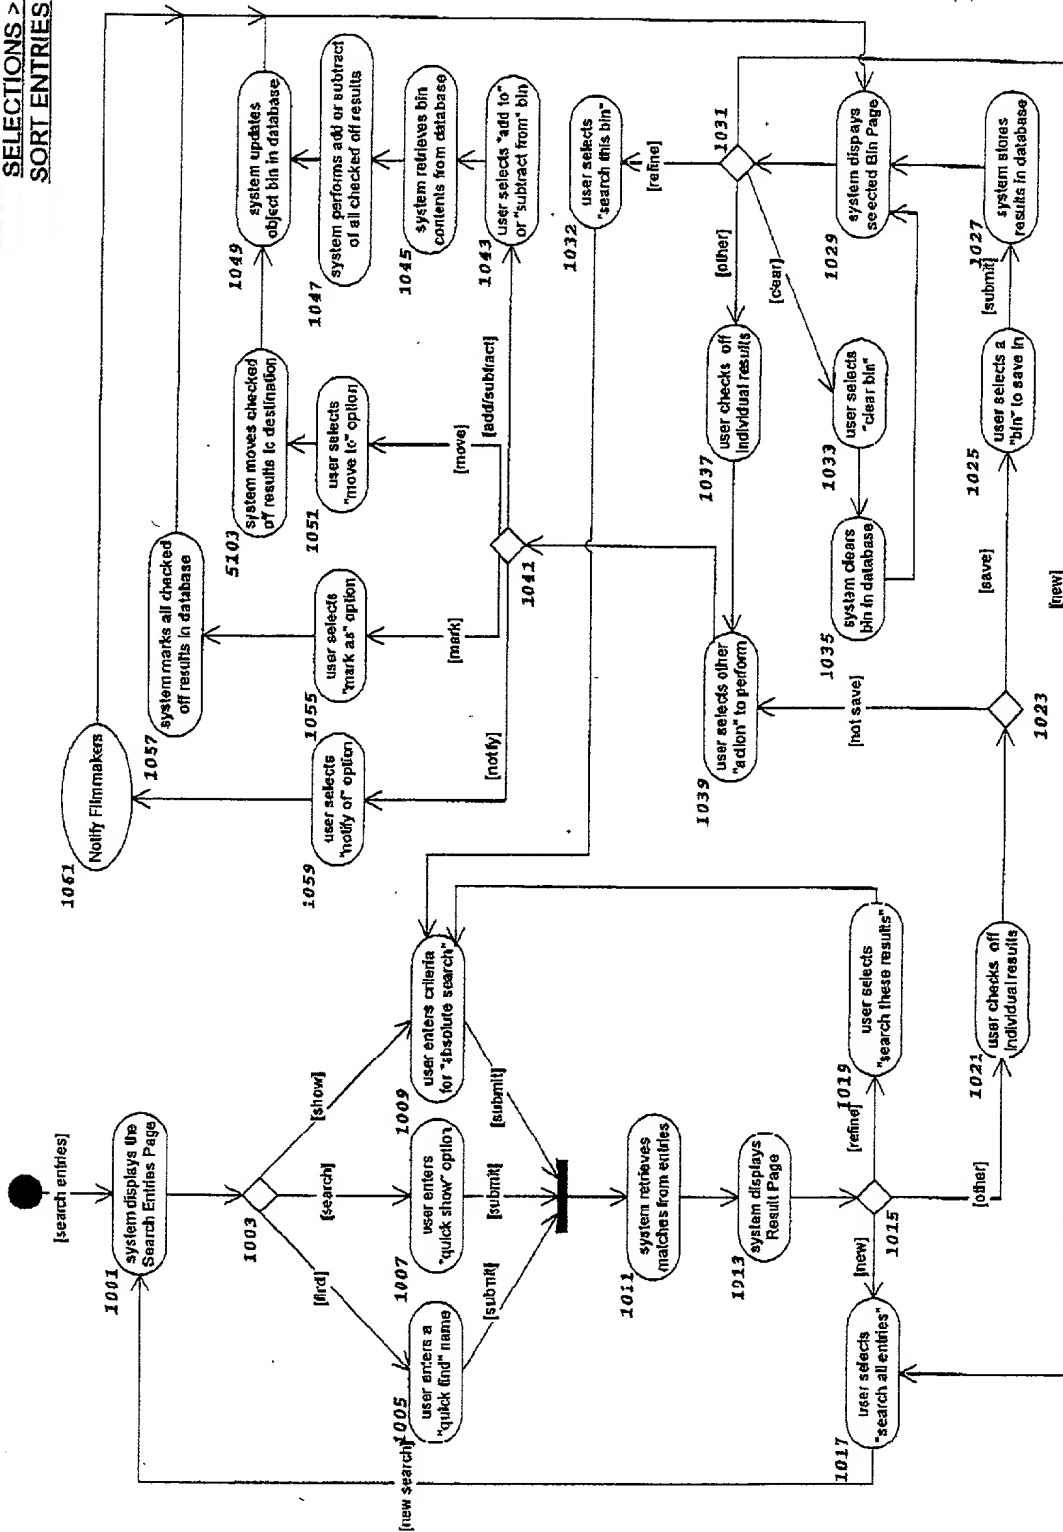 SELECTIONS >
SORT ENTRIES
[search entries]
system displays the
Search Entries Page
1001
1003
[find]
[search]
[show]
user enters a
"quick find" name
1005
user enters
"quick show" option
1007
user enters criteria
for "absolute search"
1009
[submit]
[submit]
[submit]
system retrieves
matches from entries
1011
system displays
Result Page
1013
1015
[new]
[refine]
[other]
user selects
"search all entries"
1017
[new search]
user selects
"search these results"
1019
user checks off
individual results
1021
1023
[not save]
[save]
[new]
user selects a
"bin" to save in
1025
[submit]
system stores
results in database
1027
system displays
selected Bin Page
1029
1031
[refine]
[other]
[clear]
user selects
"search this bin"
1032
user selects
"clear bin"
1033
system clears
bin in database
1035
user checks off
individual results
1037
user selects other
"action" to perform
1039
1041
[notify]
[mark]
[move]
[add/subtract]
user selects "add to"
or "subtract from" bin
1043
system retrieves bin
contents from database
1045
system performs add or subtract
of all checked off results
1047
system updates
object bin in database
1049
user selects
"move to" option
1051
system moves checked
off results to destination
5103
user selects
"mark as" option
1055
system marks all checked
off results in database
1057
user selects
"notify of" option
1059
Notify Filmmakers
1061